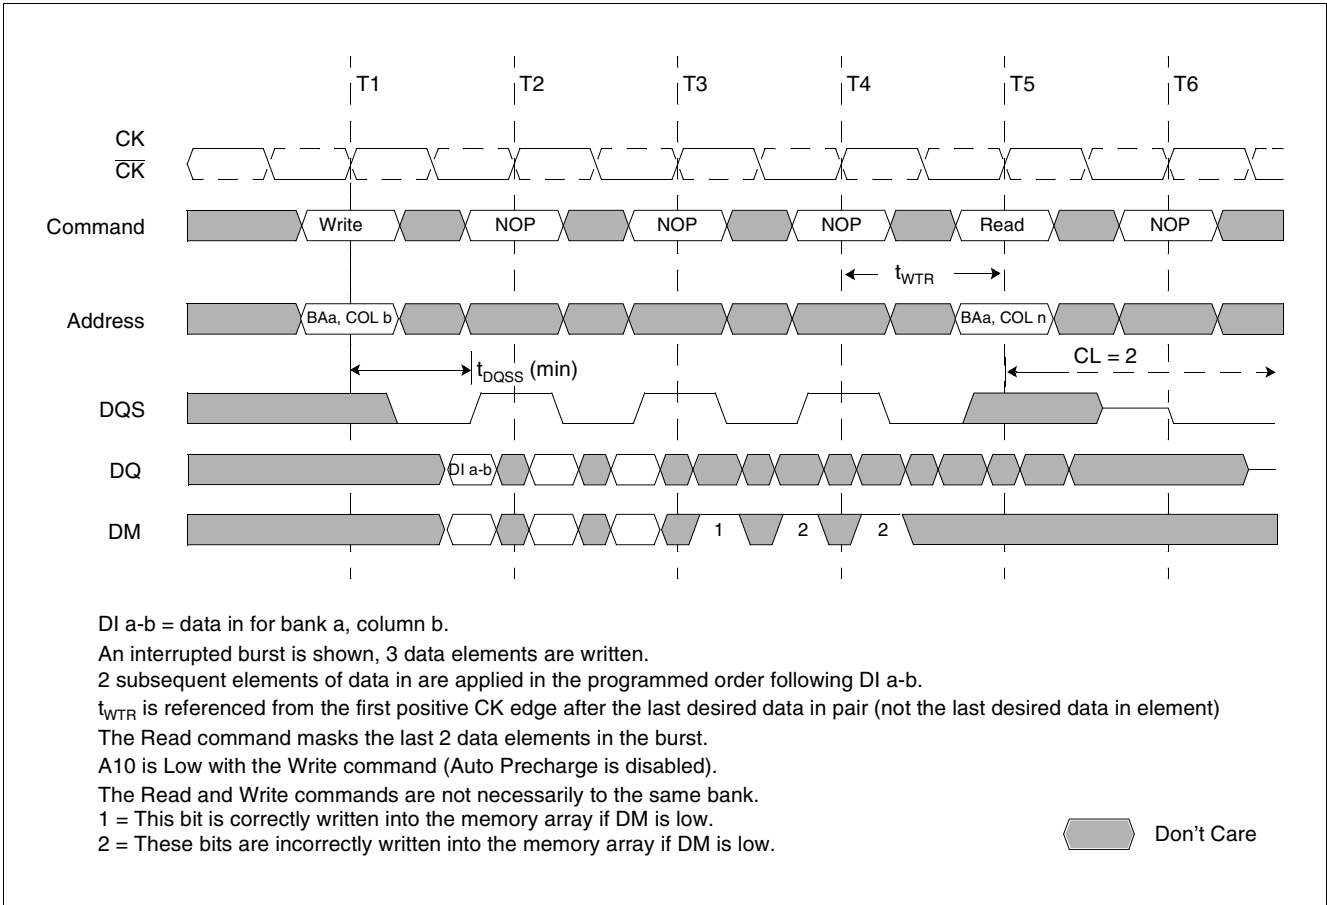 T1 T2 T3 T4 T5 T6
CK
CK
Command Write NOP NOP NOP Read NOP
tWTR
Address BAa, COL b BAa, COL n
tDQSS (min) CL = 2
DQS
DQ DI a-b
DM 1 2 2
DI a-b = data in for bank a, column b.
An interrupted burst is shown, 3 data elements are written.
2 subsequent elements of data in are applied in the programmed order following DI a-b.
tWTR is referenced from the first positive CK edge after the last desired data in pair (not the last desired data in element)
The Read command masks the last 2 data elements in the burst.
A10 is Low with the Write command (Auto Precharge is disabled).
The Read and Write commands are not necessarily to the same bank.
1 = This bit is correctly written into the memory array if DM is low.
2 = These bits are incorrectly written into the memory array if DM is low.
Don't Care